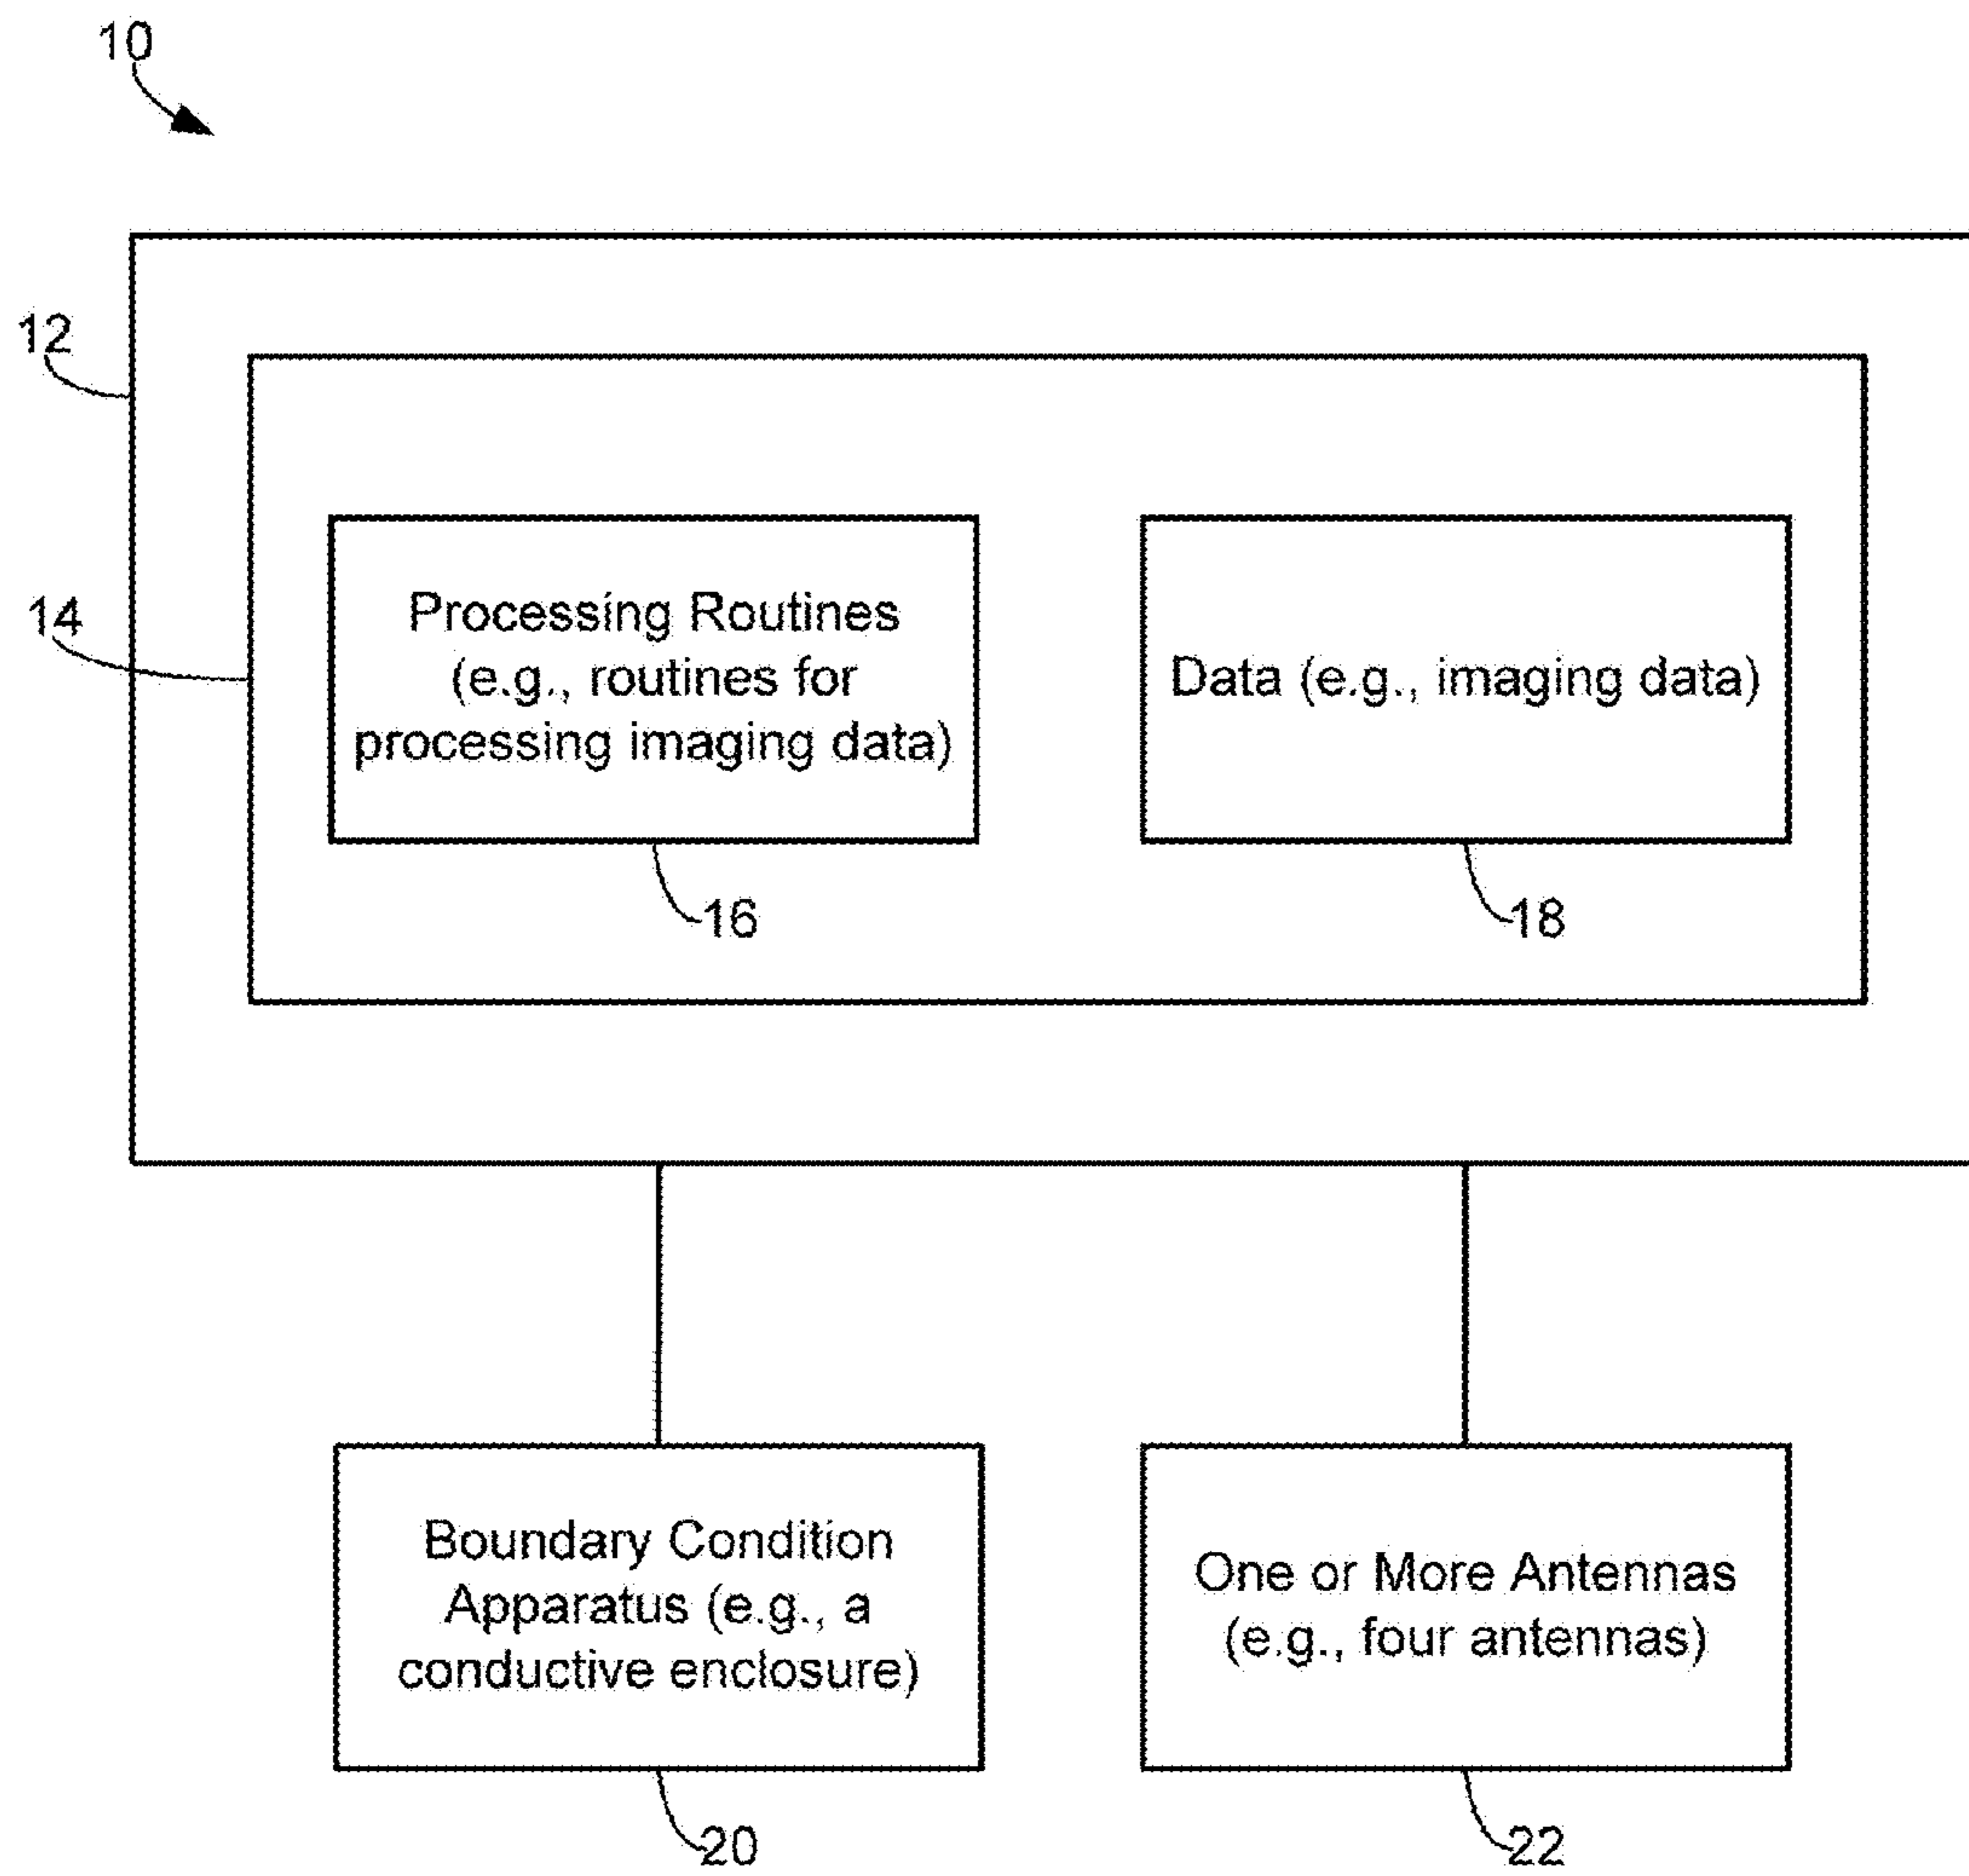 10
12
14
Processing Routines
(e.g., routines for
processing imaging data)
Data (e.g., imaging data)
16
18
Boundary Condition
Apparatus (e.g., a
conductive enclosure)
One or More Antennas
(e.g., four antennas)
20
22